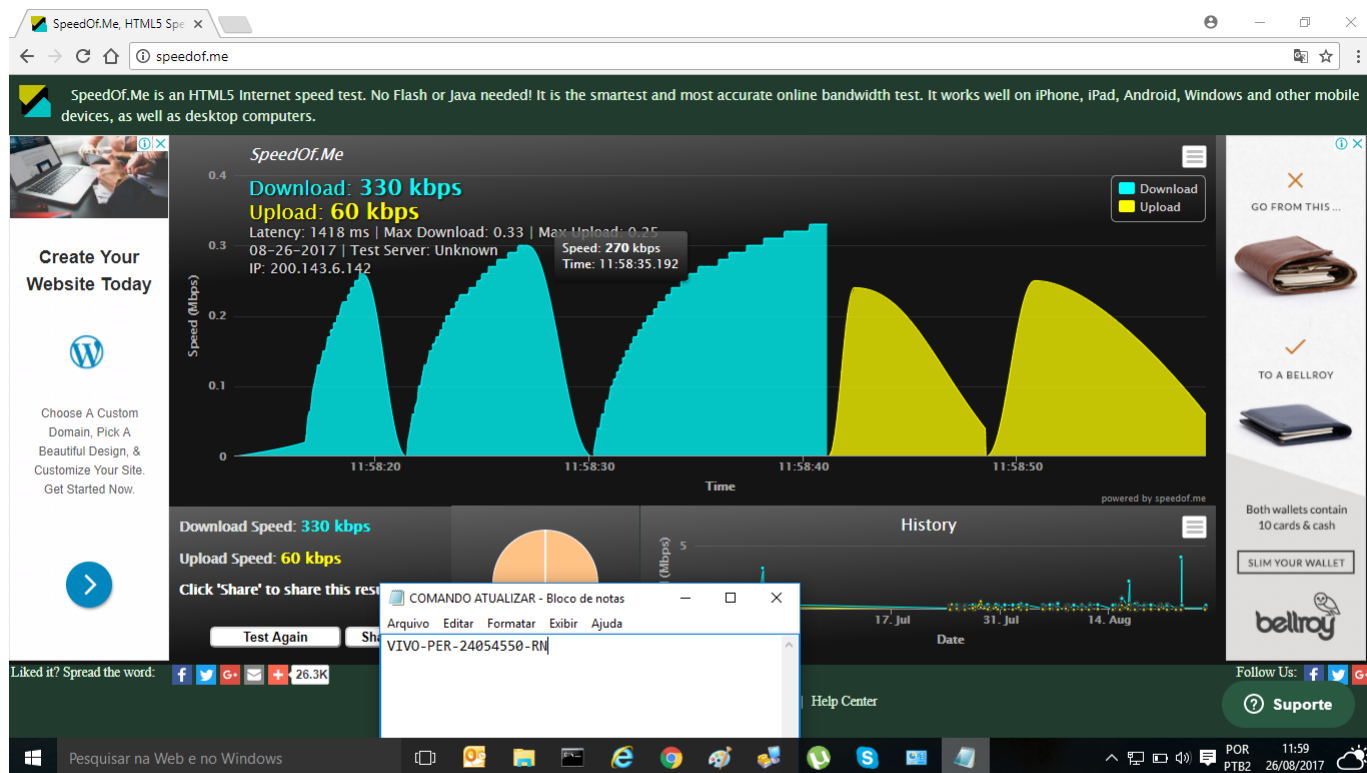 SpeedOf.Me, HTML5 Spe
speedof.me
SpeedOf.Me is an HTML5 Internet speed test. No Flash or Java needed! It is the smartest and most accurate online bandwidth test. It works well on iPhone, iPad, Android, Windows and other mobile
devices, as well as desktop computers.
Create Your
Website Today
Choose A Custom
Domain, Pick A
Beautiful Design, &
Customize Your Site.
Get Started Now.
SpeedOf.Me
Download: 330 kbps
Upload: 60 kbps
Latency: 1418 ms | Max Download: 0.33 | Max Upload: 0.25
08-26-2017 | Test Server: Unknown
IP: 200.143.6.142
Speed: 270 kbps
Time: 11:58:35.192
Download
Upload
Speed (Mbps)
0.4
0.3
0.2
0.1
0
11:58:20
11:58:30
11:58:40
11:58:50
Time
powered by speedof.me
GO FROM THIS ...
TO A BELLROY
Both wallets contain
10 cards & cash
SLIM YOUR WALLET
bellroy
Download Speed: 330 kbps
Upload Speed: 60 kbps
Click 'Share' to share this resu
Test Again
Sha
History
(Mbps)
5
17. Jul
31. Jul
14. Aug
Date
COMANDO ATUALIZAR - Bloco de notas
Arquivo Editar Formatar Exibir Ajuda
VIVO-PER-24054550-RN
Liked it? Spread the word:
26.3K
| Help Center
Follow Us:
Suporte
Pesquisar na Web e no Windows
POR
PTB2
11:59
26/08/2017